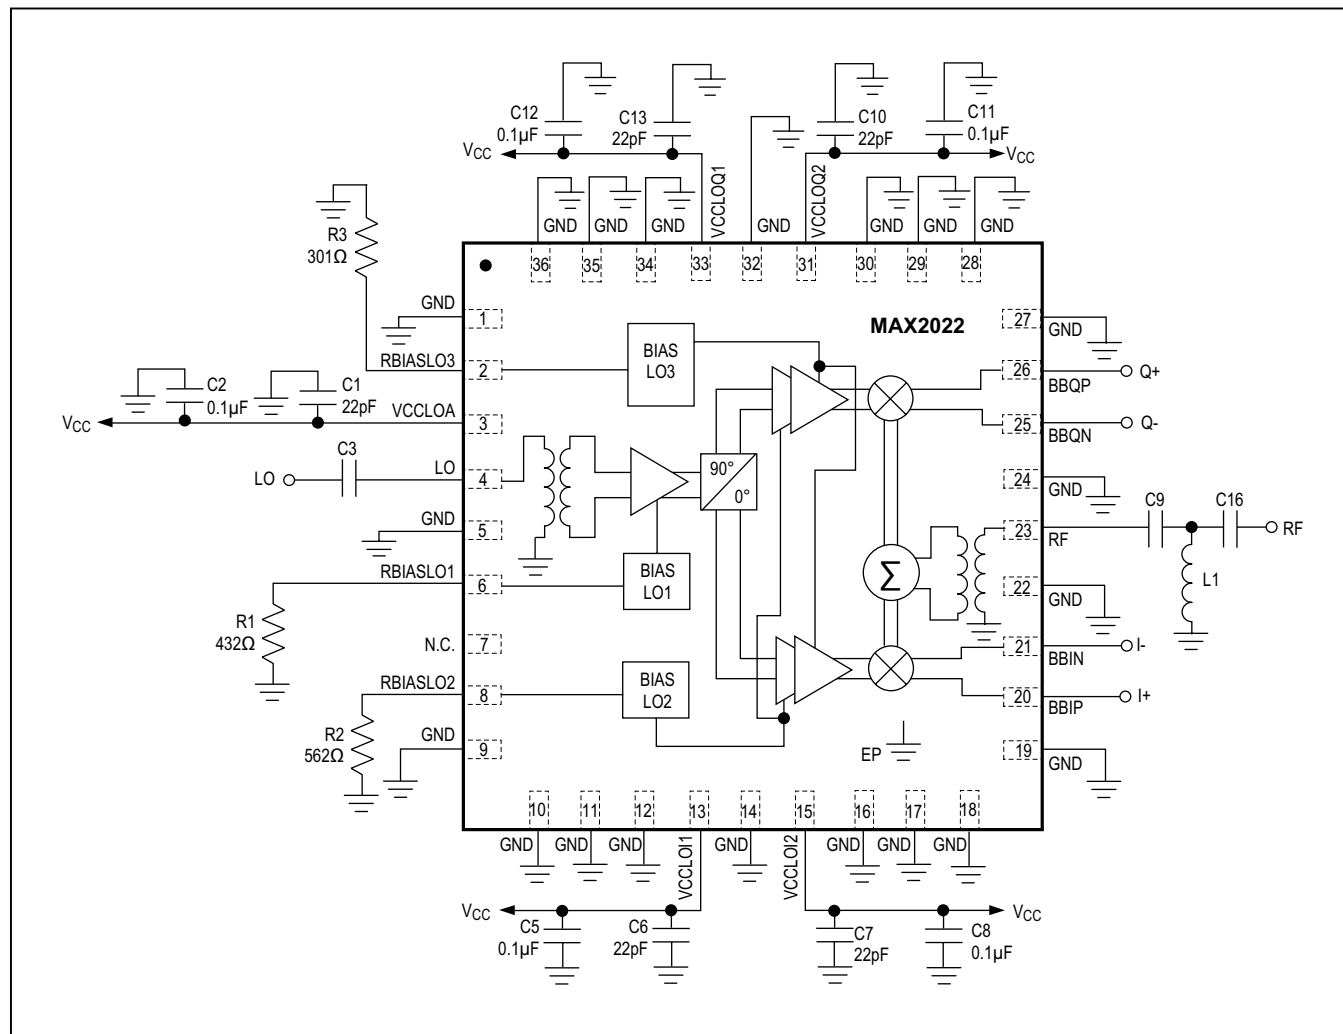 C12
0.1µF
C13
22pF
C10
22pF
C11
0.1µF
VCC
VCC
VCCLOQ1
VCCLOQ2
GND
GND
GND
GND
GND
GND
GND
36
35
34
33
32
31
30
29
28
R3
301Ω
MAX2022
GND
1
RBIASLO3
2
C2
0.1µF
C1
22pF
VCC
VCCLOA
3
LO
C3
LO
4
GND
5
RBIASLO1
6
R1
432Ω
N.C.
7
RBIASLO2
8
R2
562Ω
GND
9
BIAS
LO3
90°
0°
BIAS
LO1
BIAS
LO2
Σ
EP
27
GND
26
BBQP
Q+
25
BBQN
Q-
24
GND
23
RF
C9
C16
RF
L1
22
GND
21
BBIN
I-
20
BBIP
I+
19
GND
10
11
12
13
14
15
16
17
18
GND
GND
GND
VCCLOI1
GND
VCCLOI2
GND
GND
GND
VCC
VCC
C5
0.1µF
C6
22pF
C7
22pF
C8
0.1µF